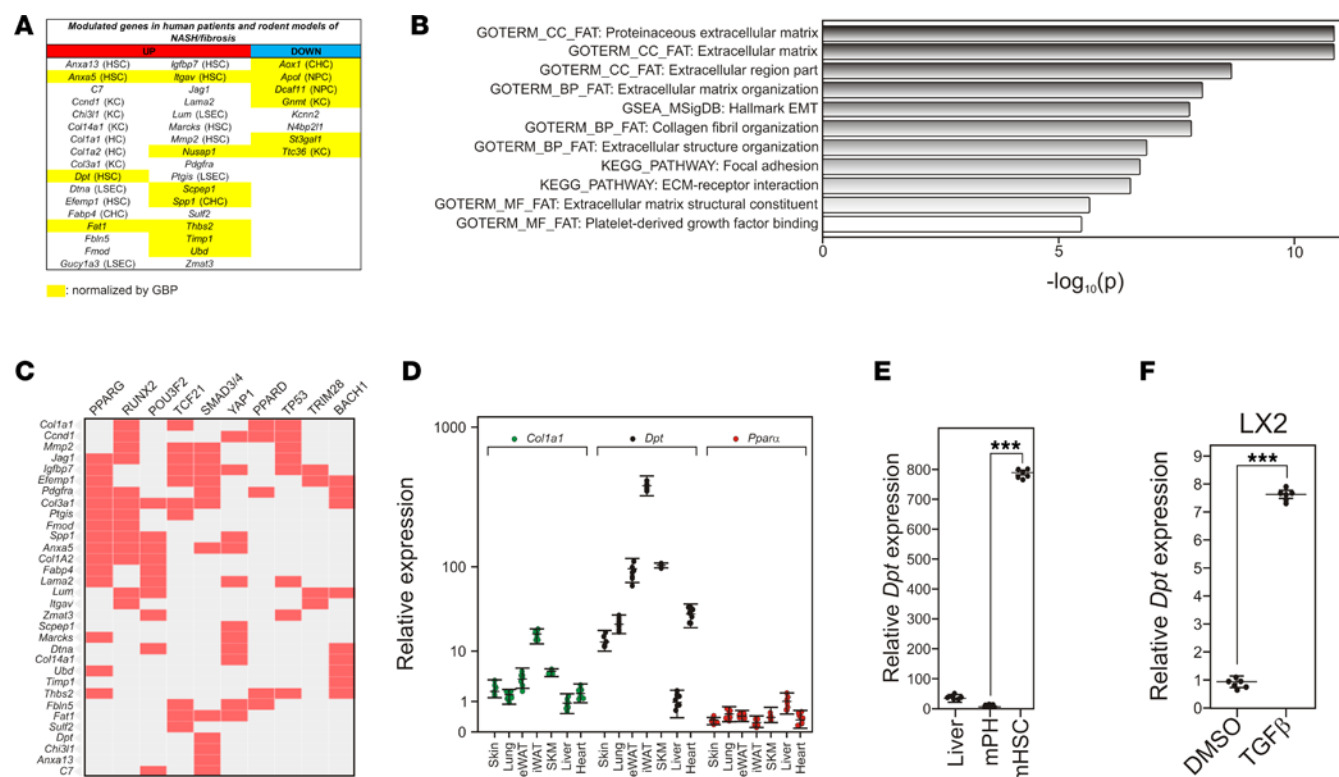 A
Modulated genes in human patients and rodent models of
NASH/fibrosis
UP DOWN
Anxa13 (HSC) Igfbp7 (HSC) Aox1 (CHC)
Anxa5 (HSC) Itgav (HSC) Apof (NPC)
C7 Jag1 Dcaf11 (NPC)
Ccnd1 (KC) Lama2 Gnmt (KC)
Chi3l1 (KC) Lum (LSEC) Kcnn2
Col14a1 (KC) Marcks (HSC) N4bp2l1
Col1a1 (HC) Mmp2 (HSC) St3gal1
Col1a2 (HC) Nusap1 Ttc36 (KC)
Col3a1 (KC) Pdgfra
Dpt (HSC) Ptgis (LSEC)
Dtna (LSEC) Scpep1
Efemp1 (HSC) Spp1 (CHC)
Fabp4 (CHC) Sulf2
Fat1 Thbs2
Fbln5 Timp1
Fmod Ubd
Gucy1a3 (LSEC) Zmat3
: normalized by GBP
B
GOTERM_CC_FAT: Proteinaceous extracellular matrix
GOTERM_CC_FAT: Extracellular matrix
GOTERM_CC_FAT: Extracellular region part
GOTERM_BP_FAT: Extracellular matrix organization
GSEA_MSigDB: Hallmark EMT
GOTERM_BP_FAT: Collagen fibril organization
GOTERM_BP_FAT: Extracellular structure organization
KEGG_PATHWAY: Focal adhesion
KEGG_PATHWAY: ECM-receptor interaction
GOTERM_MF_FAT: Extracellular matrix structural constituent
GOTERM_MF_FAT: Platelet-derived growth factor binding
0 5 10
-log10(p)
C
PPARG RUNX2 POU3F2 TCF21 SMAD3/4 YAP1 PPARD TP53 TRIM28 BACH1
Col1a1
Ccnd1
Mmp2
Jag1
Igfbp7
Efemp1
Pdgfra
Col3a1
Ptgis
Fmod
Spp1
Anxa5
Col1A2
Fabp4
Lama2
Lum
Itgav
Zmat3
Scpep1
Marcks
Dtna
Col14a1
Ubd
Timp1
Thbs2
Fbln5
Fat1
Sulf2
Dpt
Chi3l1
Anxa13
C7
D
Relative expression
1000
100
10
1
0
Col1a1 Dpt Pparα
Skin Lung eWAT iWAT SKM Liver Heart Skin Lung eWAT iWAT SKM Liver Heart Skin Lung eWAT iWAT SKM Liver Heart
E
Relative Dpt expression
800
700
600
500
400
300
200
100
0
***
Liver mPH mHSC
F
LX2
Relative Dpt expression
9
8
7
6
5
4
3
2
1
0
***
DMSO TGFβ